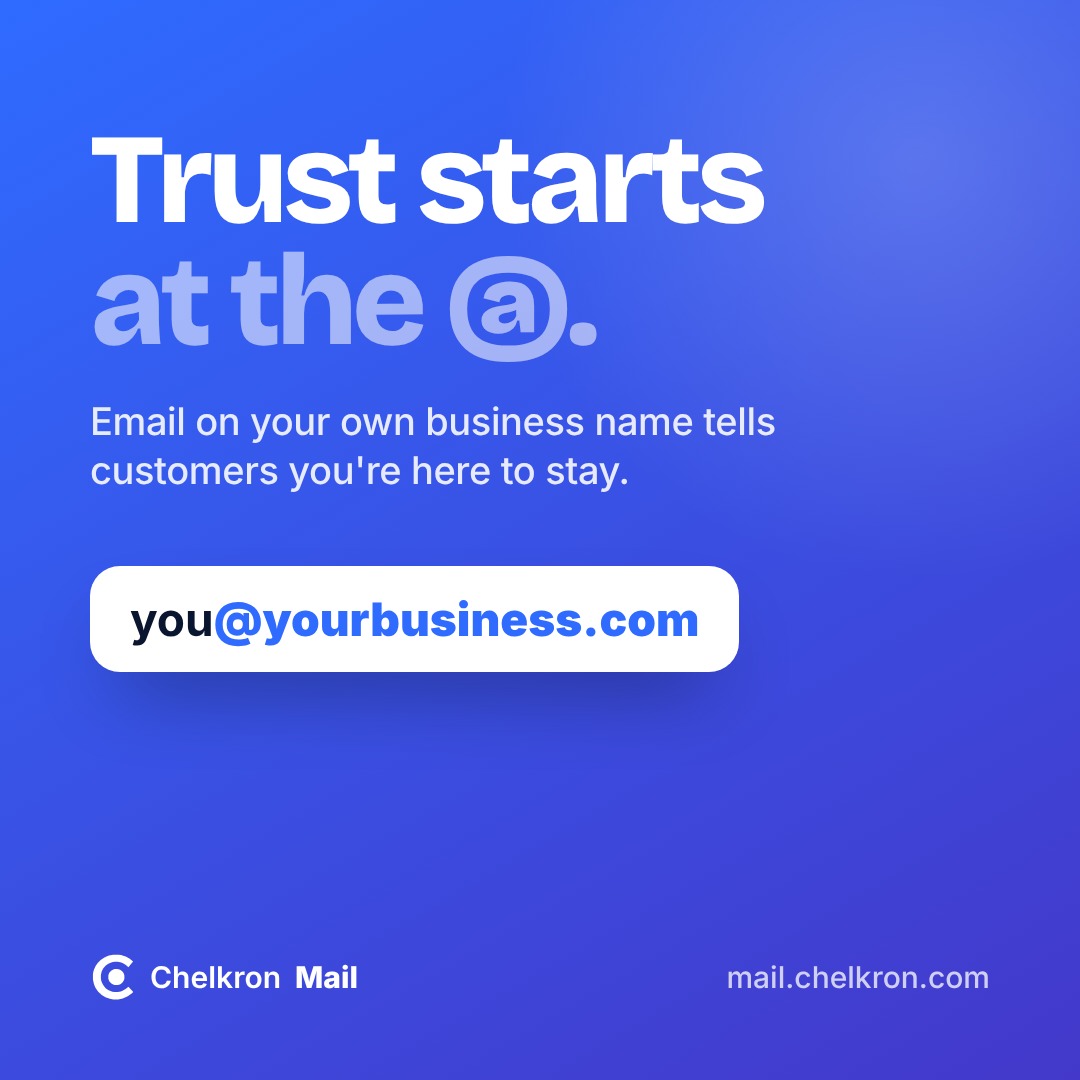 Trust starts
at the @.
Email on your own business name tells
customers you're here to stay.
you@yourbusiness.com
Chelkron Mail
mail.chelkron.com